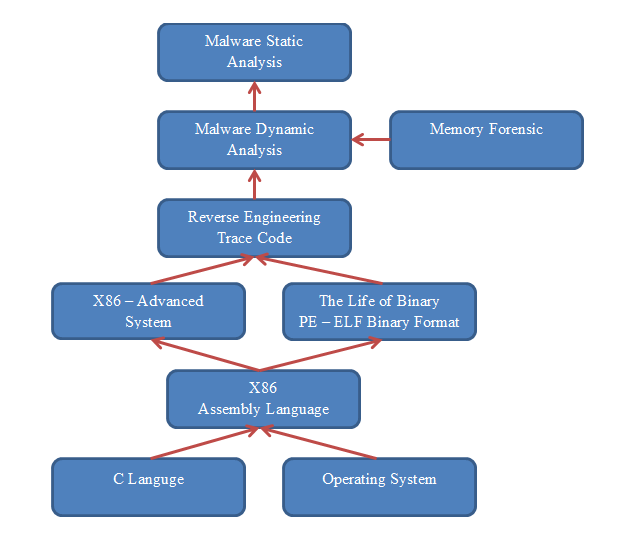 Malware Static
Analysis
Malware Dynamic
Analysis
Memory Forensic
Reverse Engineering
Trace Code
X86 – Advanced
System
The Life of Binary
PE – ELF Binary Format
X86
Assembly Language
C Languge
Operating System